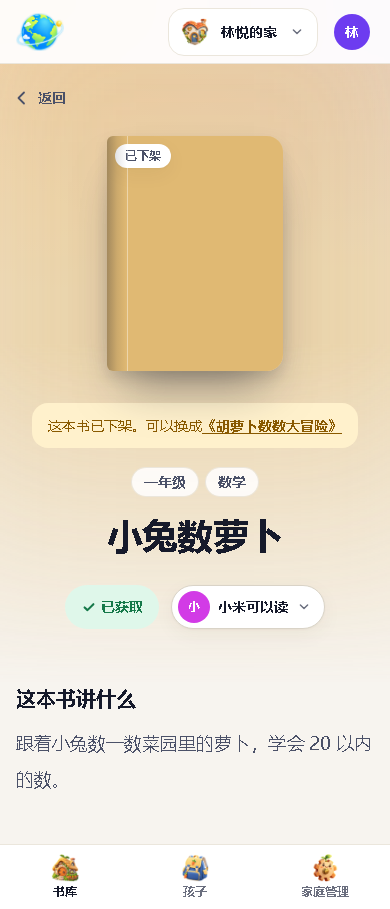 林悦的家
林
返回
已下架
这本书已下架。可以换成《胡萝卜数数大冒险》
一年级
数学
小兔数萝卜
已获取
小
小米可以读
这本书讲什么
跟着小兔数一数菜园里的萝卜，学会 20 以内
的数。
书库
孩子
家庭管理